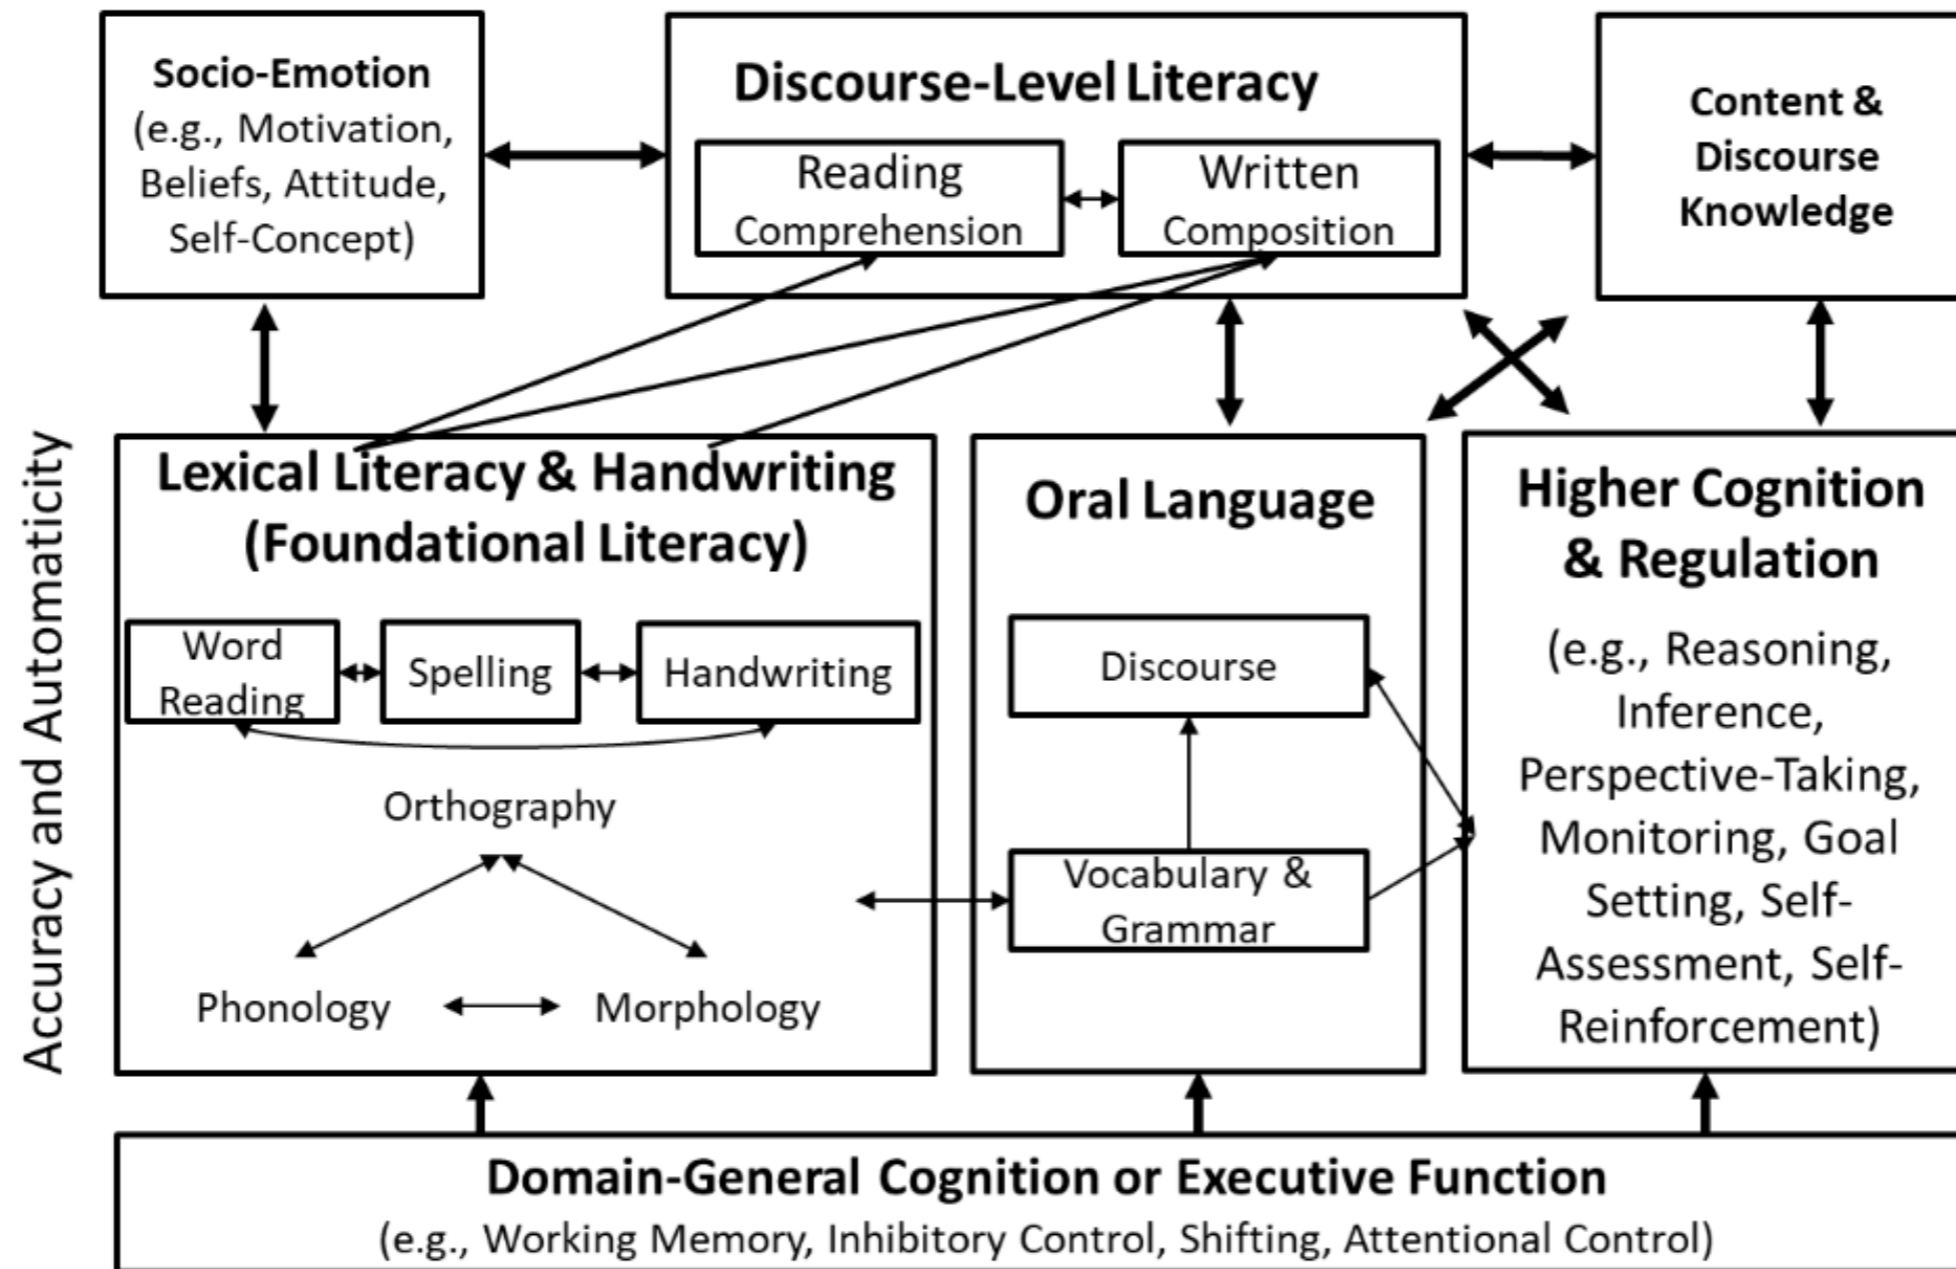 Socio-Emotion
(e.g., Motivation,
Beliefs, Attitude,
Self-Concept)
Discourse-Level Literacy
Reading
Comprehension
Written
Composition
Content &
Discourse
Knowledge
Accuracy and Automaticity
Lexical Literacy & Handwriting
(Foundational Literacy)
Word
Reading
Spelling
Handwriting
Orthography
Phonology
Morphology
Oral Language
Discourse
Vocabulary &
Grammar
Higher Cognition
& Regulation
(e.g., Reasoning,
Inference,
Perspective-Taking,
Monitoring, Goal
Setting, Self-
Assessment, Self-
Reinforcement)
Domain-General Cognition or Executive Function
(e.g., Working Memory, Inhibitory Control, Shifting, Attentional Control)